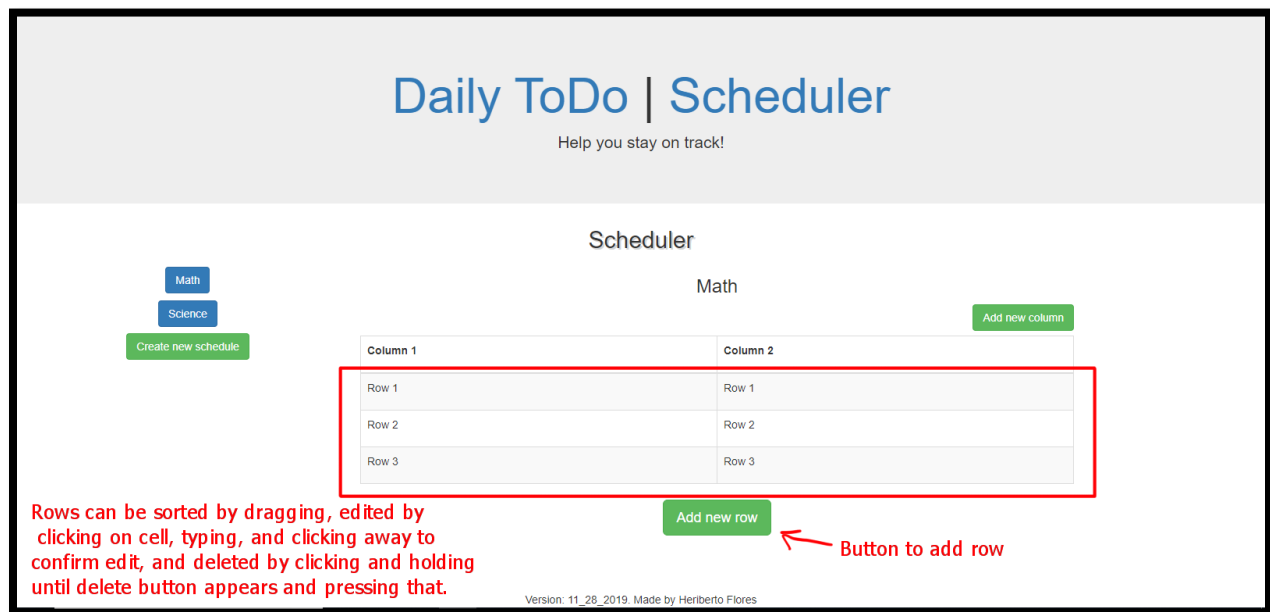 Daily ToDo | Scheduler
Help you stay on track!
Scheduler
Math
Science
Create new schedule
Math
Add new column
Column 1 Column 2
Row 1 Row 1
Row 2 Row 2
Row 3 Row 3
Add new row
Button to add row
Rows can be sorted by dragging, edited by
clicking on cell, typing, and clicking away to
confirm edit, and deleted by clicking and holding
until delete button appears and pressing that.
Version: 11_28_2019. Made by Heriberto Flores